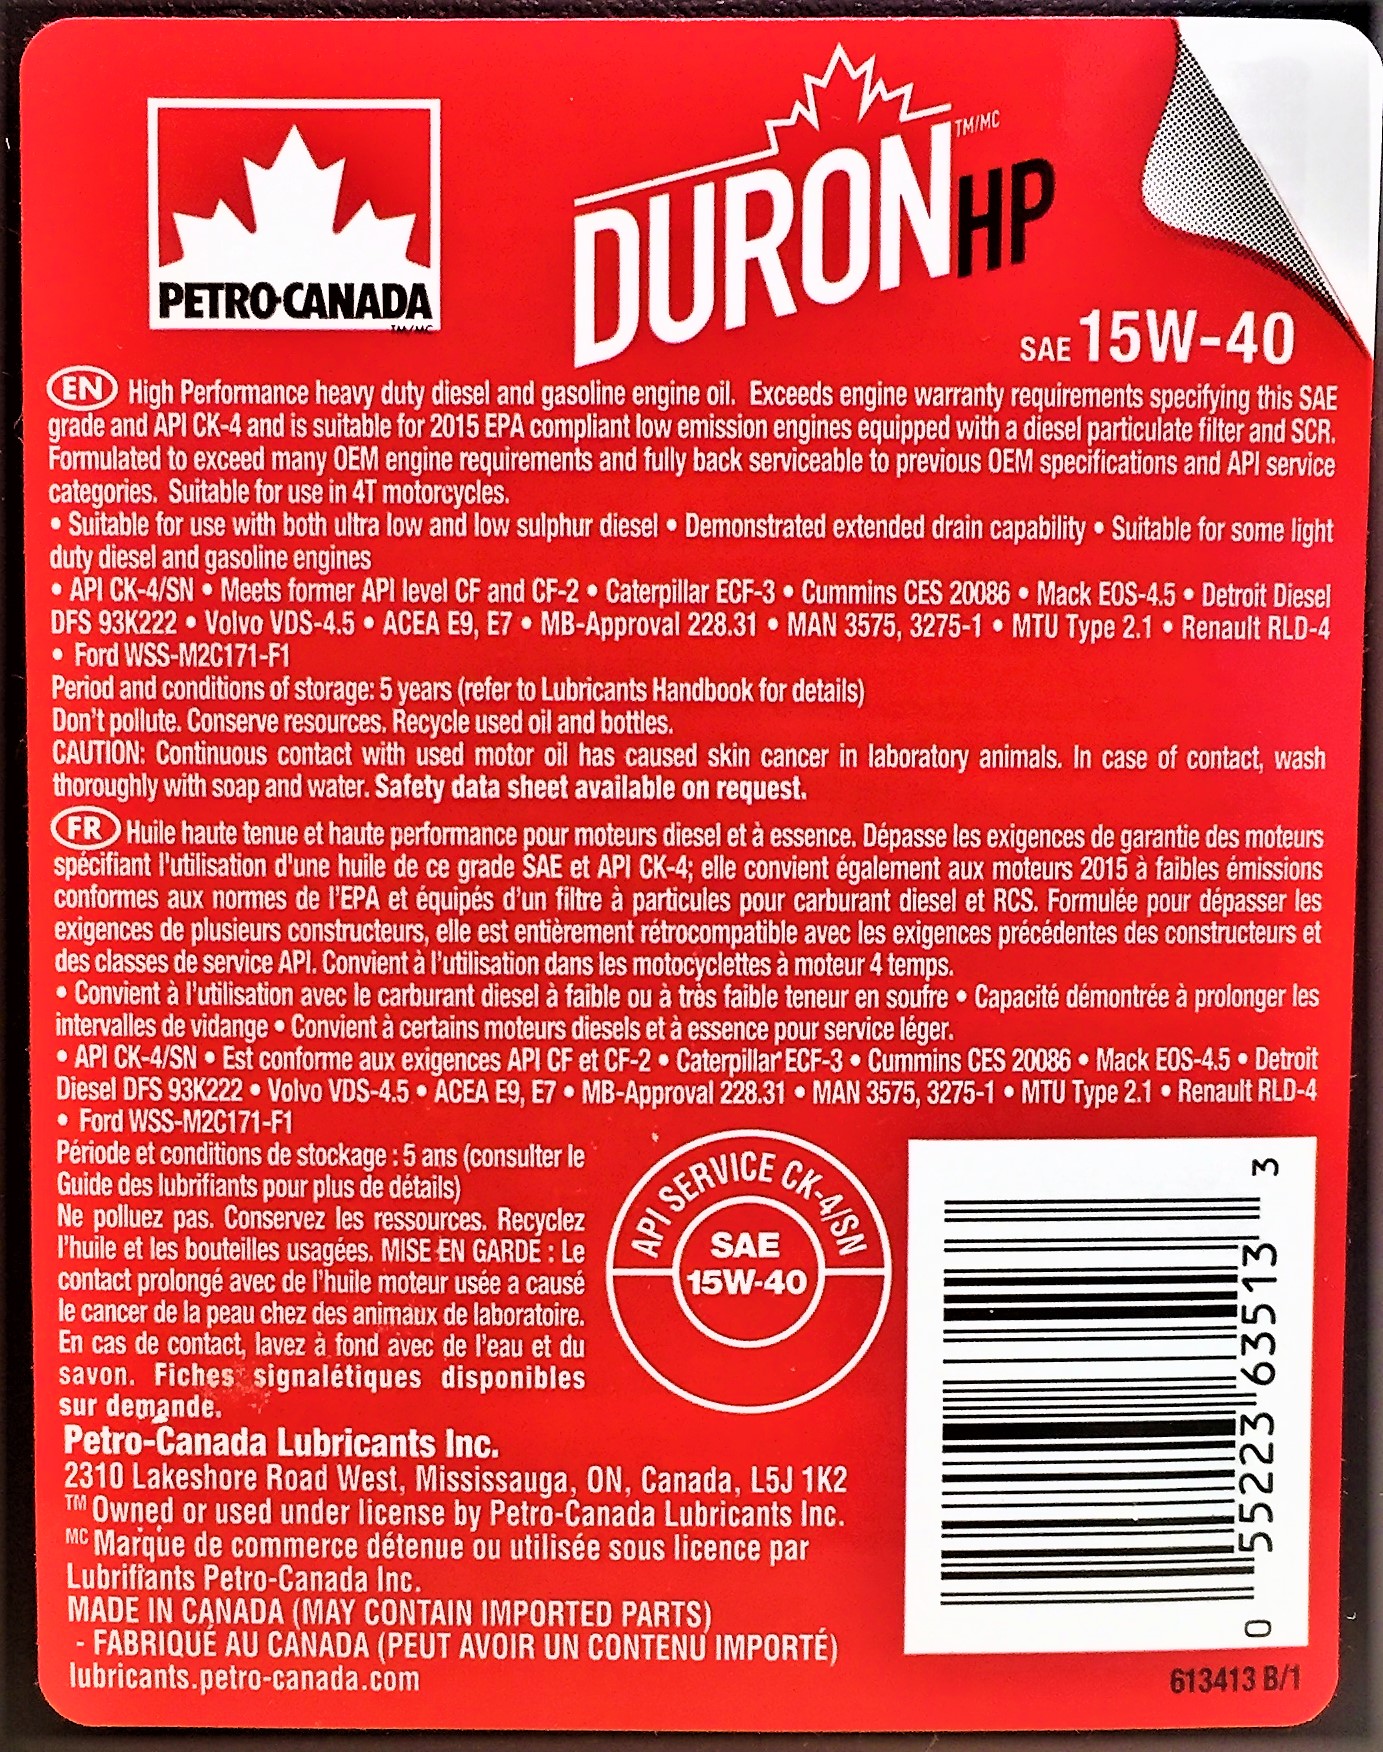 PETRO-CANADA
TM/MC
DURON HP
TM/MC
SAE 15W-40
EN High Performance heavy duty diesel and gasoline engine oil. Exceeds engine warranty requirements specifying this SAE
grade and API CK-4 and is suitable for 2015 EPA compliant low emission engines equipped with a diesel particulate filter and SCR.
Formulated to exceed many OEM engine requirements and fully back serviceable to previous OEM specifications and API service
categories. Suitable for use in 4T motorcycles.
• Suitable for use with both ultra low and low sulphur diesel • Demonstrated extended drain capability • Suitable for some light
duty diesel and gasoline engines
• API CK-4/SN • Meets former API level CF and CF-2 • Caterpillar ECF-3 • Cummins CES 20086 • Mack EOS-4.5 • Detroit Diesel
DFS 93K222 • Volvo VDS-4.5 • ACEA E9, E7 • MB-Approval 228.31 • MAN 3575, 3275-1 • MTU Type 2.1 • Renault RLD-4
• Ford WSS-M2C171-F1
Period and conditions of storage: 5 years (refer to Lubricants Handbook for details)
Don't pollute. Conserve resources. Recycle used oil and bottles.
CAUTION: Continuous contact with used motor oil has caused skin cancer in laboratory animals. In case of contact, wash
thoroughly with soap and water. Safety data sheet available on request.
FR Huile haute tenue et haute performance pour moteurs diesel et à essence. Dépasse les exigences de garantie des moteurs
spécifiant l'utilisation d'une huile de ce grade SAE et API CK-4; elle convient également aux moteurs 2015 à faibles émissions
conformes aux normes de l'EPA et équipés d'un filtre à particules pour carburant diesel et RCS. Formulée pour dépasser les
exigences de plusieurs constructeurs, elle est entièrement rétrocompatible avec les exigences précédentes des constructeurs et
des classes de service API. Convient à l'utilisation dans les motocyclettes à moteur 4 temps.
• Convient à l'utilisation avec le carburant diesel à faible ou à très faible teneur en soufre • Capacité démontrée à prolonger les
intervalles de vidange • Convient à certains moteurs diesels et à essence pour service léger.
• API CK-4/SN • Est conforme aux exigences API CF et CF-2 • Caterpillar ECF-3 • Cummins CES 20086 • Mack EOS-4.5 • Detroit
Diesel DFS 93K222 • Volvo VDS-4.5 • ACEA E9, E7 • MB-Approval 228.31 • MAN 3575, 3275-1 • MTU Type 2.1 • Renault RLD-4
• Ford WSS-M2C171-F1
Période et conditions de stockage : 5 ans (consulter le
Guide des lubrifiants pour plus de détails)
Ne polluez pas. Conservez les ressources. Recyclez
l'huile et les bouteilles usagées. MISE EN GARDE : Le
contact prolongé avec de l'huile moteur usée a causé
le cancer de la peau chez des animaux de laboratoire.
En cas de contact, lavez à fond avec de l'eau et du
savon. Fiches signalétiques disponibles
sur demande.
API SERVICE CK-4/SN
SAE
15W-40
0 55223 63513 3
Petro-Canada Lubricants Inc.
2310 Lakeshore Road West, Mississauga, ON, Canada, L5J 1K2
TM Owned or used under license by Petro-Canada Lubricants Inc.
MC Marque de commerce détenue ou utilisée sous licence par
Lubrifiants Petro-Canada Inc.
MADE IN CANADA (MAY CONTAIN IMPORTED PARTS)
- FABRIQUÉ AU CANADA (PEUT AVOIR UN CONTENU IMPORTÉ)
lubricants.petro-canada.com
613413 B/1